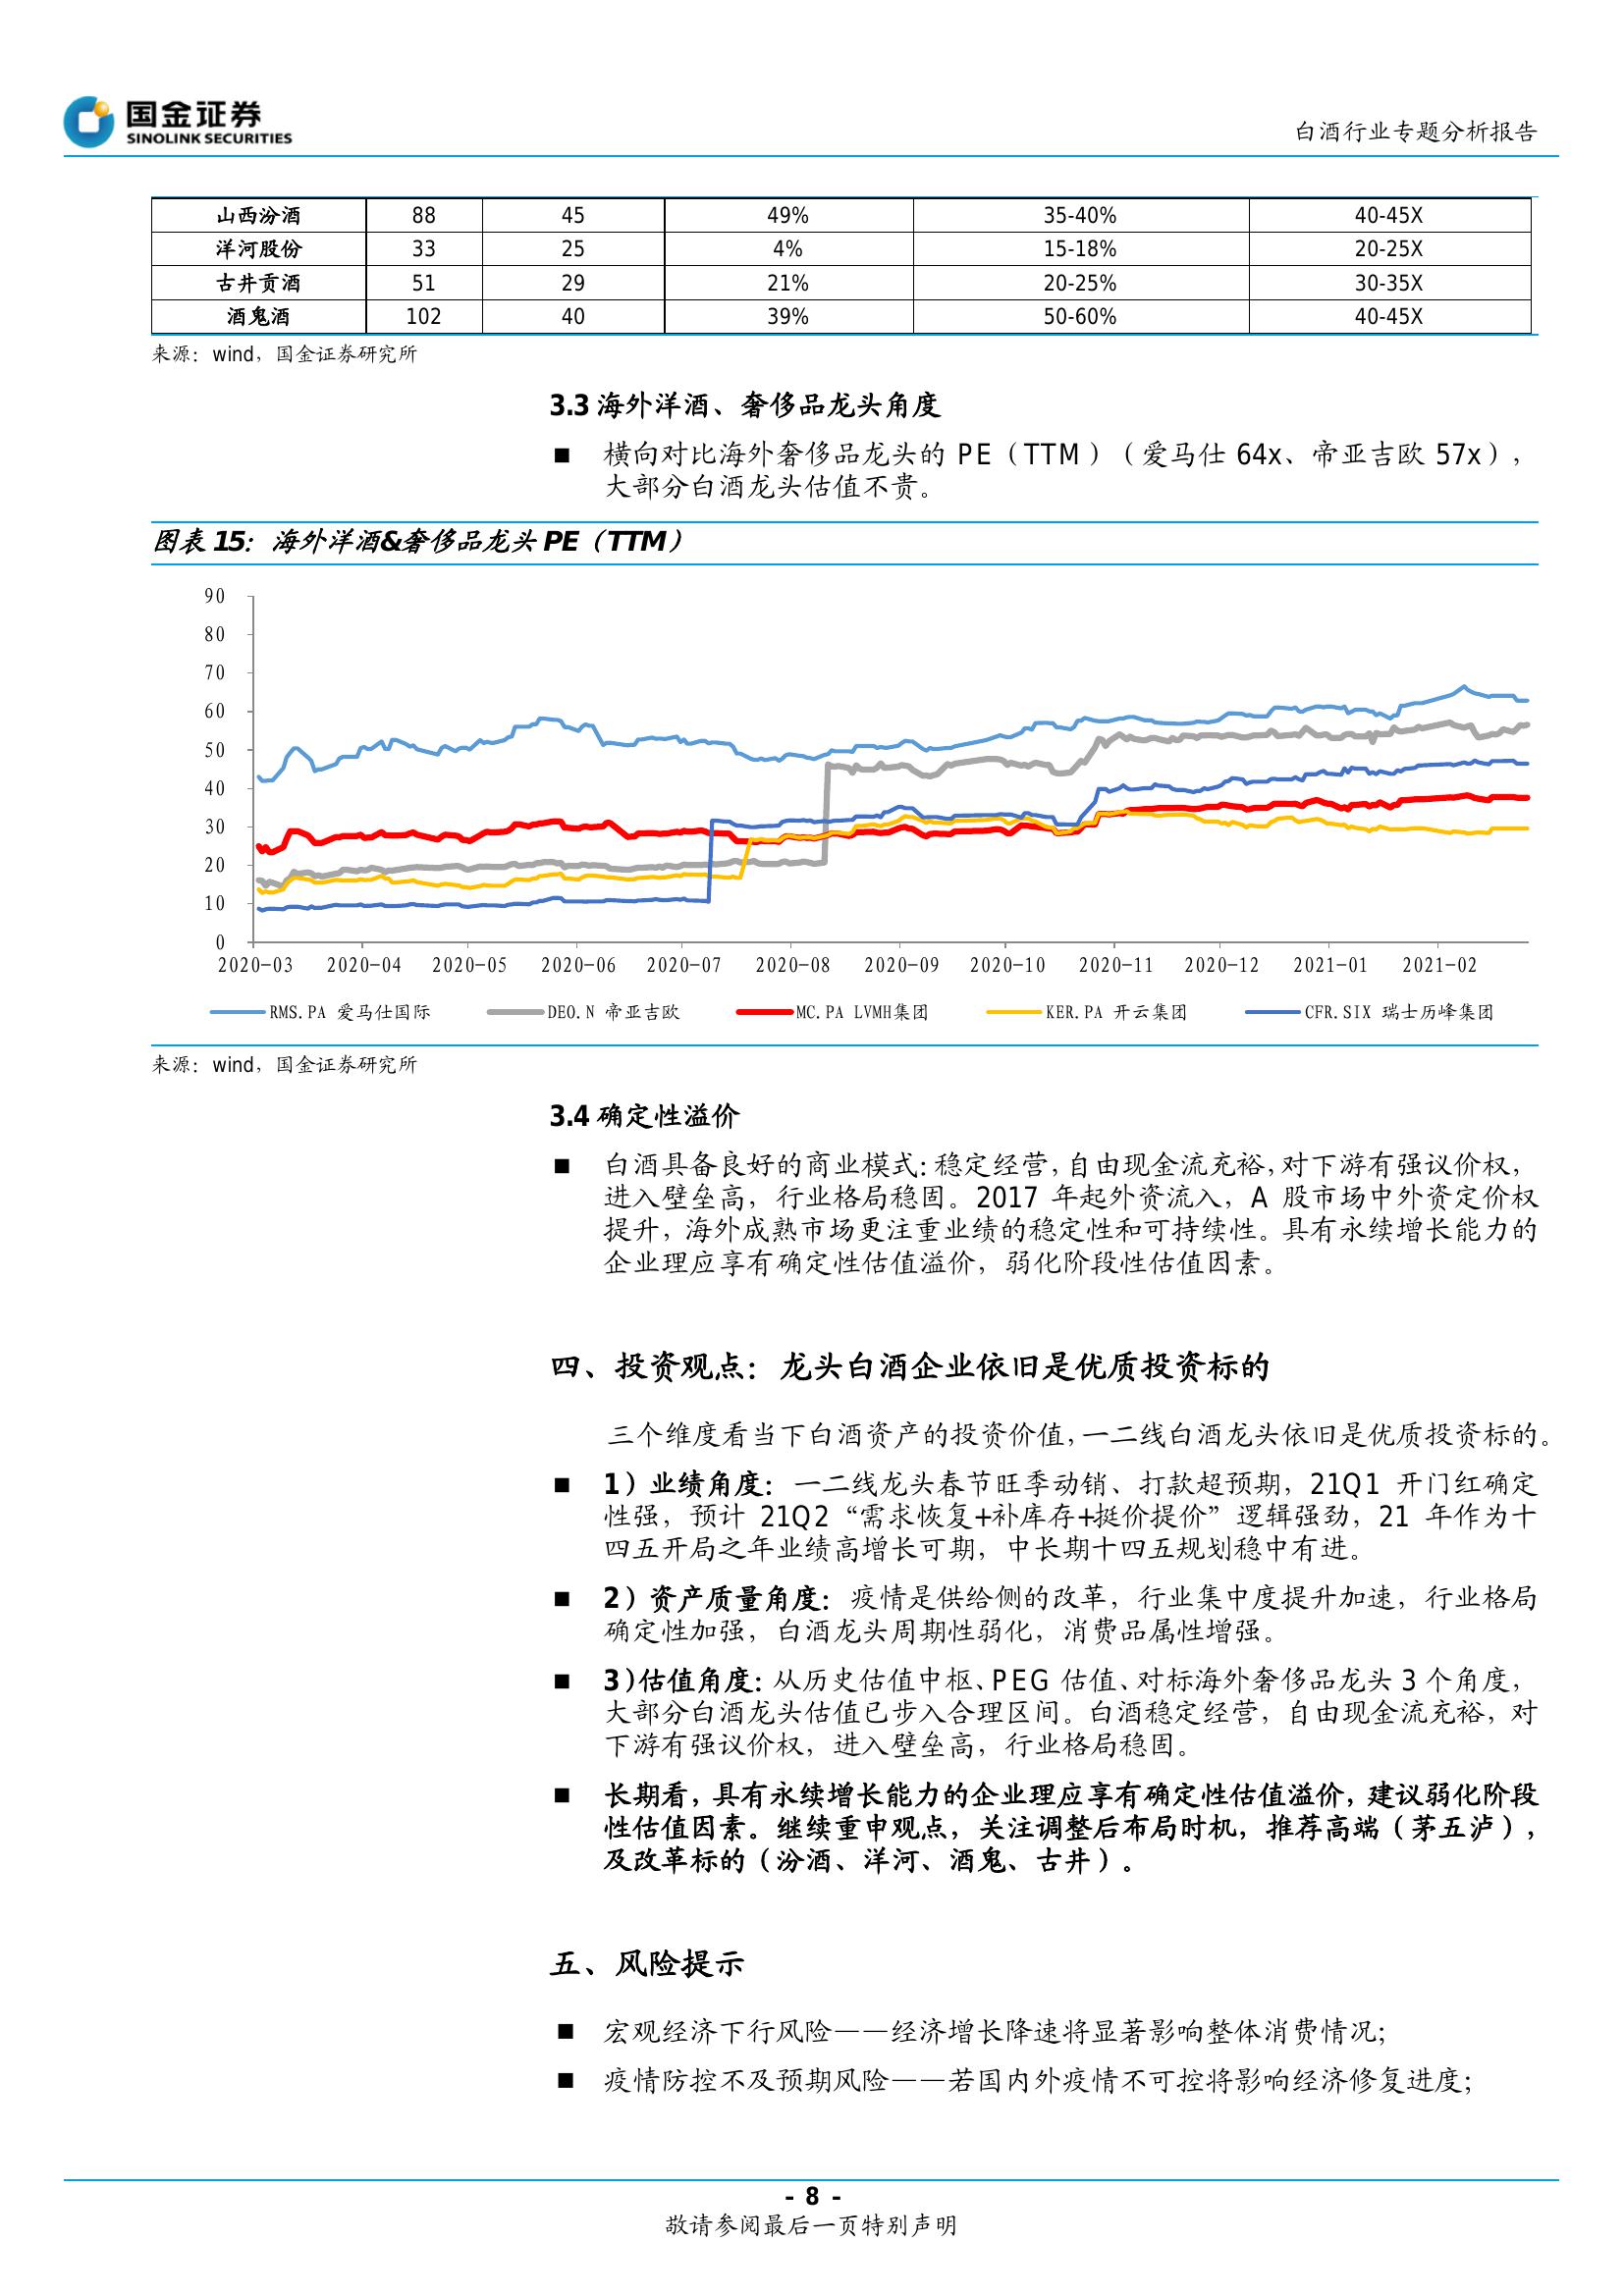 国金证券
SINOLINK SECURITIES
白酒行业专题分析报告
山西汾酒 88 45 49% 35-40% 40-45X
洋河股份 33 25 4% 15-18% 20-25X
古井贡酒 51 29 21% 20-25% 30-35X
酒鬼酒 102 40 39% 50-60% 40-45X
来源：wind，国金证券研究所
3.3 海外洋酒、奢侈品龙头角度
■ 横向对比海外奢侈品龙头的 PE（TTM）（爱马仕 64x、帝亚吉欧 57x），
大部分白酒龙头估值不贵。
图表 15：海外洋酒&奢侈品龙头 PE（TTM）
90
80
70
60
50
40
30
20
10
0
2020-03 2020-04 2020-05 2020-06 2020-07 2020-08 2020-09 2020-10 2020-11 2020-12 2021-01 2021-02
RMS.PA 爱马仕国际 DEO.N 帝亚吉欧 MC.PA LVMH集团 KER.PA 开云集团 CFR.SIX 瑞士历峰集团
来源：wind，国金证券研究所
3.4 确定性溢价
■ 白酒具备良好的商业模式：稳定经营，自由现金流充裕，对下游有强议价权，
进入壁垒高，行业格局稳固。2017 年起外资流入，A 股市场中外资定价权
提升，海外成熟市场更注重业绩的稳定性和可持续性。具有永续增长能力的
企业理应享有确定性估值溢价，弱化阶段性估值因素。
四、投资观点：龙头白酒企业依旧是优质投资标的
三个维度看当下白酒资产的投资价值，一二线白酒龙头依旧是优质投资标的。
■ 1）业绩角度：一二线龙头春节旺季动销、打款超预期，21Q1 开门红确定
性强，预计 21Q2“需求恢复+补库存+挺价提价”逻辑强劲，21 年作为十
四五开局之年业绩高增长可期，中长期十四五规划稳中有进。
■ 2）资产质量角度：疫情是供给侧的改革，行业集中度提升加速，行业格局
确定性加强，白酒龙头周期性弱化，消费品属性增强。
■ 3）估值角度：从历史估值中枢、PEG 估值、对标海外奢侈品龙头 3 个角度，
大部分白酒龙头估值已步入合理区间。白酒稳定经营，自由现金流充裕，对
下游有强议价权，进入壁垒高，行业格局稳固。
■ 长期看，具有永续增长能力的企业理应享有确定性估值溢价，建议弱化阶段
性估值因素。继续重申观点，关注调整后布局时机，推荐高端（茅五泸），
及改革标的（汾酒、洋河、酒鬼、古井）。
五、风险提示
■ 宏观经济下行风险——经济增长降速将显著影响整体消费情况；
■ 疫情防控不及预期风险——若国内外疫情不可控将影响经济修复进度；
- 8 -
敬请参阅最后一页特别声明